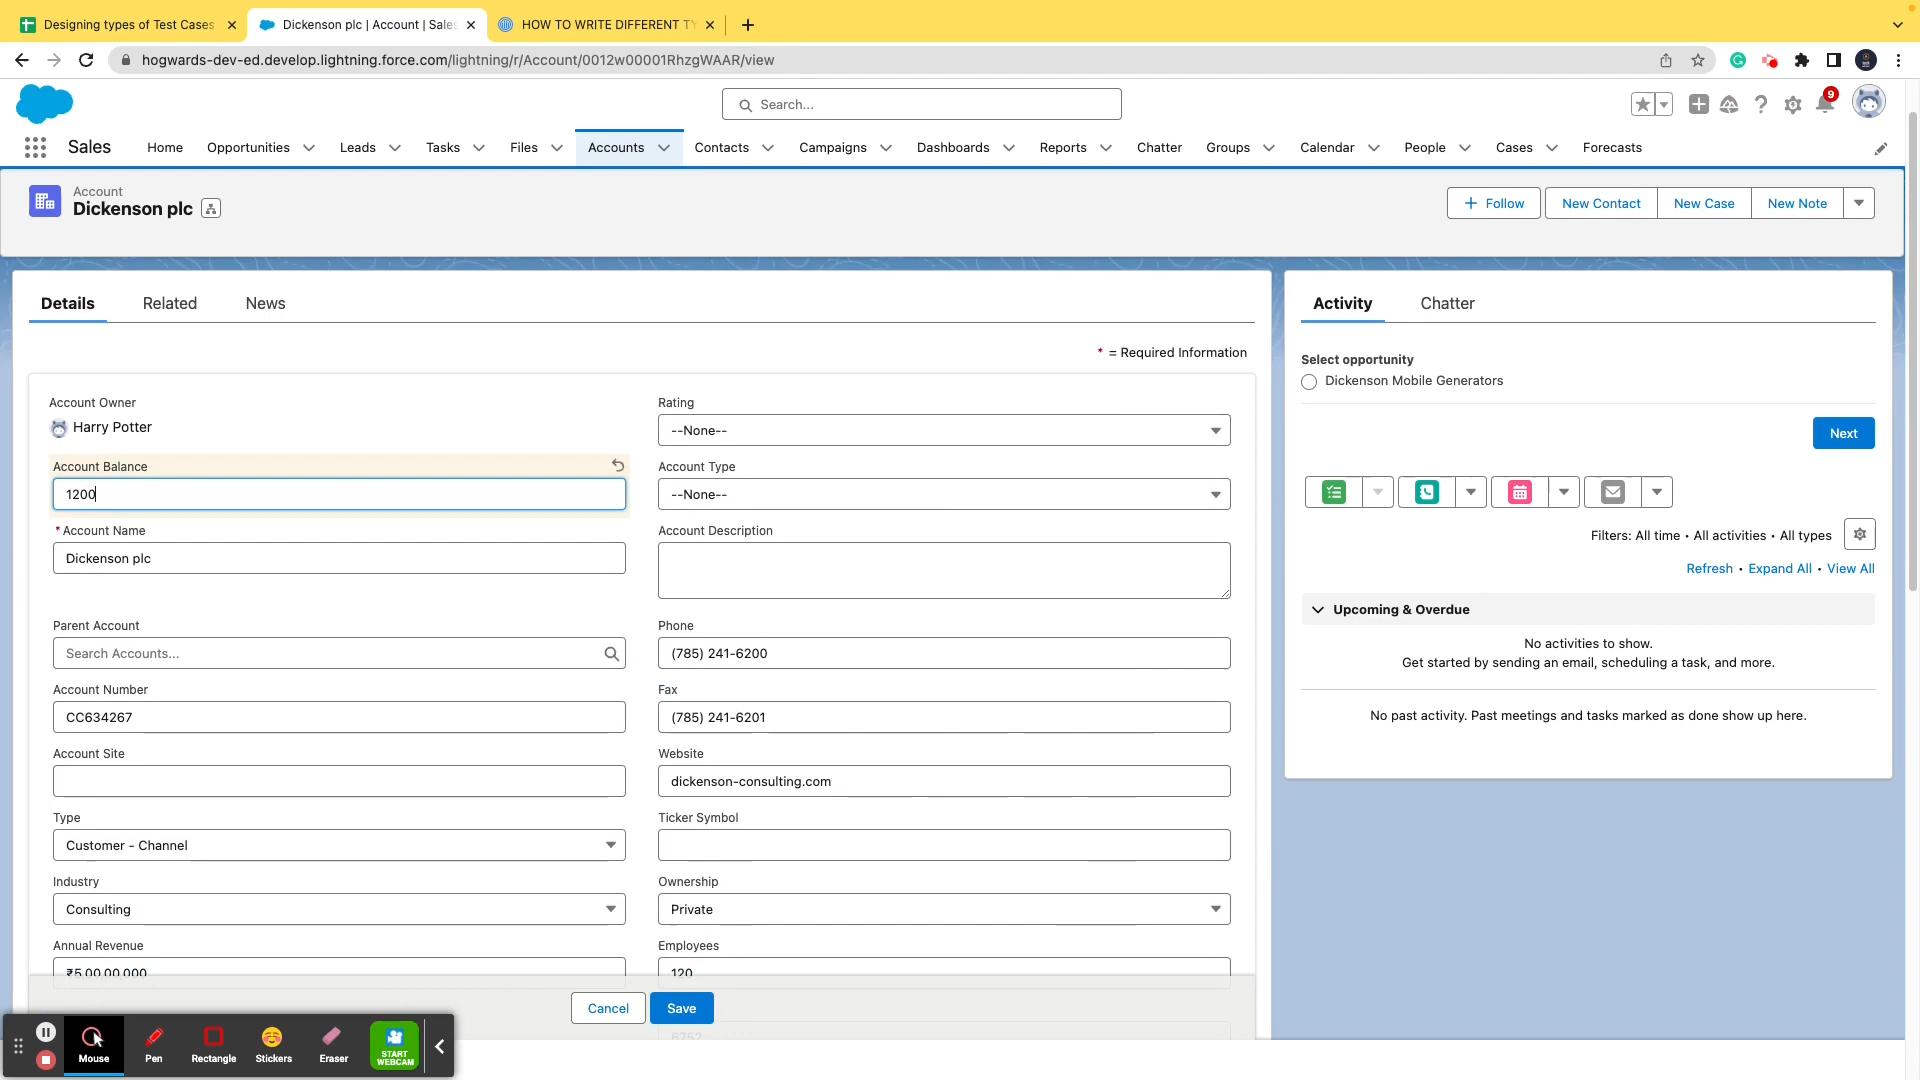 Designing types of Test Cases
Dickenson plc | Account | Sales
HOW TO WRITE DIFFERENT TY
hogwards-dev-ed.develop.lightning.force.com/lightning/r/Account/0012w00001RhzgWAAR/view
Search...
9
Sales
Home
Opportunities
Leads
Tasks
Files
Accounts
Contacts
Campaigns
Dashboards
Reports
Chatter
Groups
Calendar
People
Cases
Forecasts
Account
Dickenson plc
Follow
New Contact
New Case
New Note
Details
Related
News
* = Required Information
Account Owner
Harry Potter
Rating
--None--
Account Balance
1200
Account Type
--None--
* Account Name
Dickenson plc
Account Description
Parent Account
Search Accounts...
Phone
(785) 241-6200
Account Number
CC634267
Fax
(785) 241-6201
Account Site
Website
dickenson-consulting.com
Type
Customer - Channel
Ticker Symbol
Industry
Consulting
Ownership
Private
Annual Revenue
₹5,00,00,000
Employees
120
6752
Cancel
Save
Activity
Chatter
Select opportunity
Dickenson Mobile Generators
Next
Filters: All time • All activities • All types
Refresh • Expand All • View All
Upcoming & Overdue
No activities to show.
Get started by sending an email, scheduling a task, and more.
No past activity. Past meetings and tasks marked as done show up here.
Mouse
Pen
Rectangle
Stickers
Eraser
START
WEBCAM